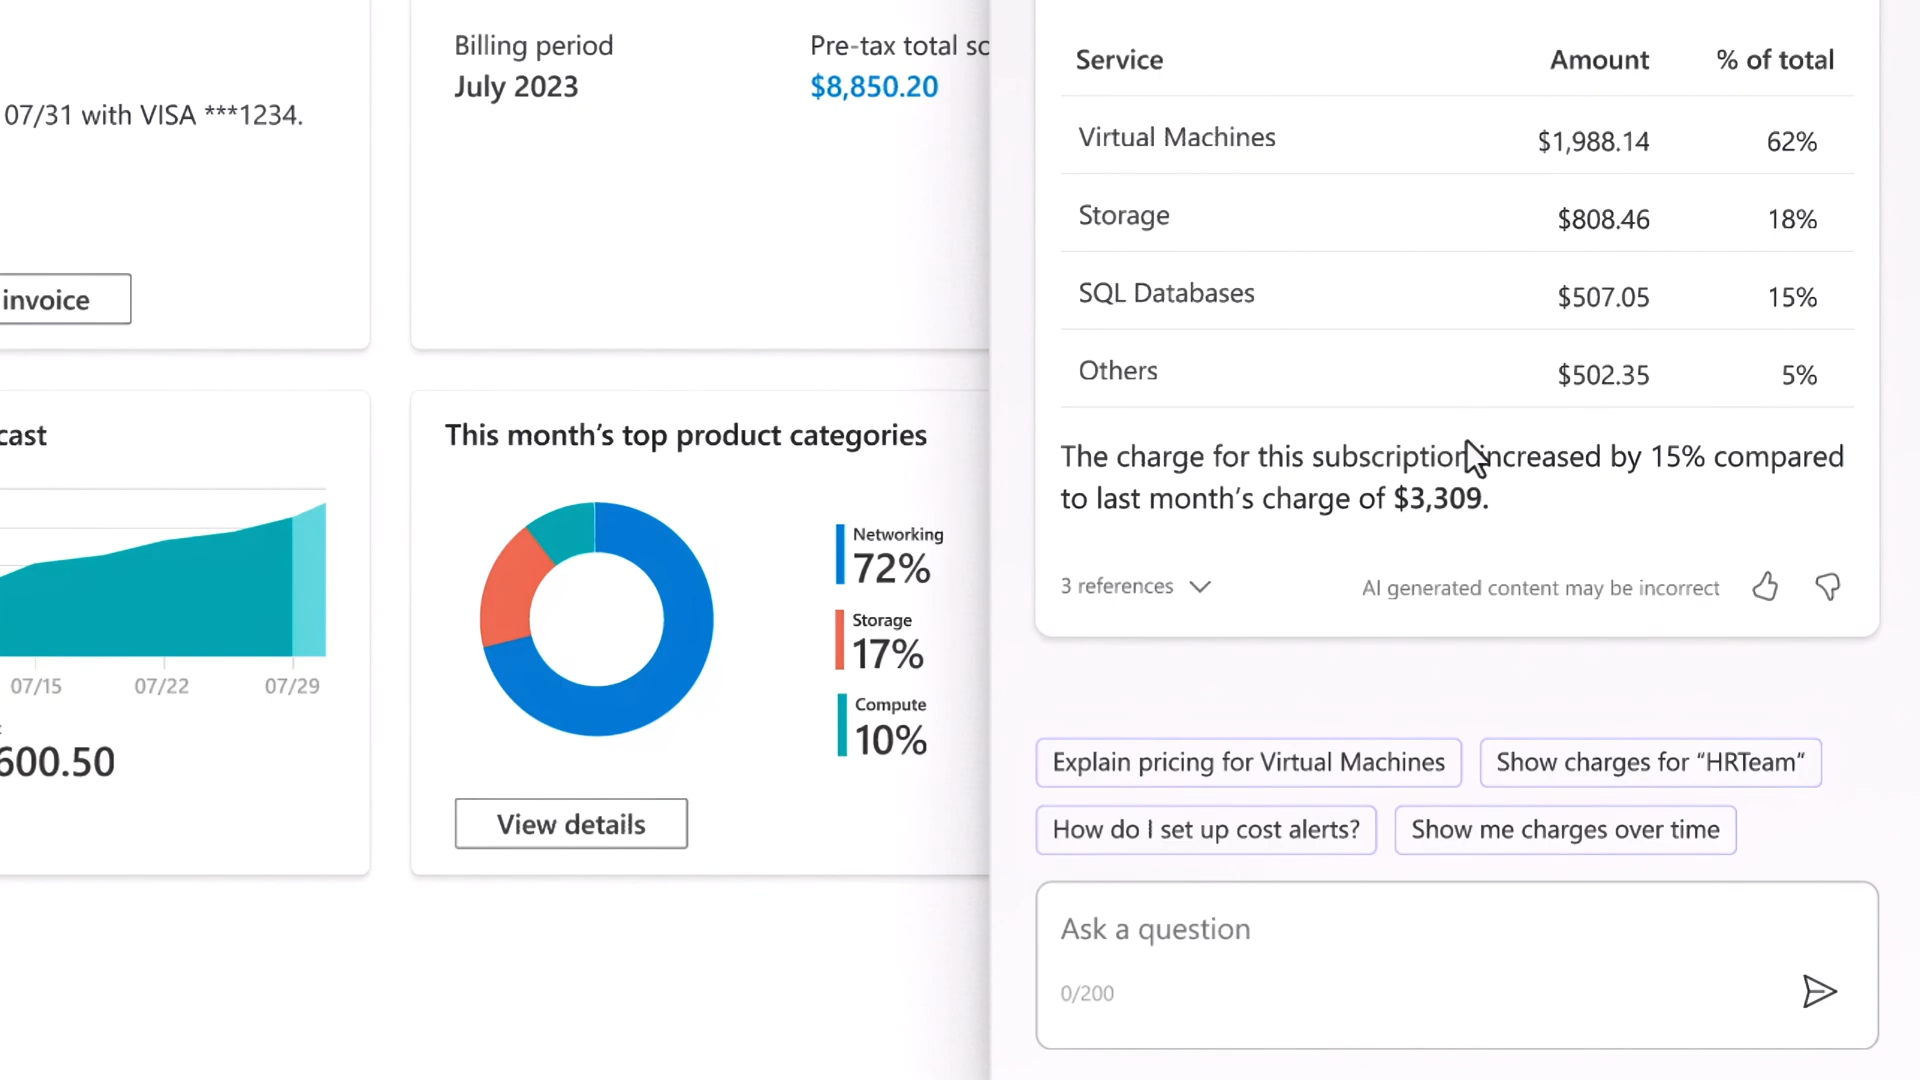 07/31 with VISA ***1234.
invoice
Billing period
July 2023
Pre-tax total so
$8,850.20
cast
07/15
07/22
07/29
600.50
This month’s top product categories
Networking
72%
Storage
17%
Compute
10%
View details
Service Amount % of total
Virtual Machines $1,988.14 62%
Storage $808.46 18%
SQL Databases $507.05 15%
Others $502.35 5%
The charge for this subscription increased by 15% compared
to last month’s charge of $3,309.
3 references
AI generated content may be incorrect
Explain pricing for Virtual Machines
Show charges for “HRTeam”
How do I set up cost alerts?
Show me charges over time
Ask a question
0/200